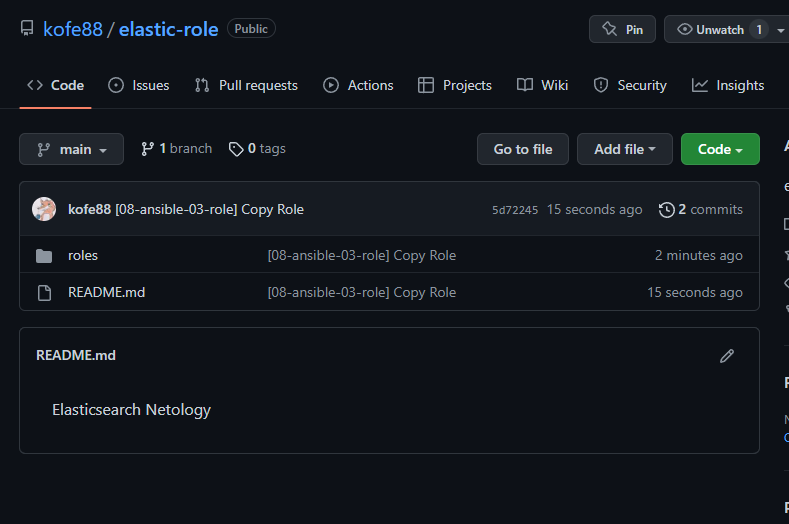 kofe88 / elastic-role Public Pin Unwatch 1
Code Issues Pull requests Actions Projects Wiki Security Insights
main 1 branch 0 tags Go to file Add file Code
kofe88 [08-ansible-03-role] Copy Role 5d72245 15 seconds ago 2 commits
roles [08-ansible-03-role] Copy Role 2 minutes ago
README.md [08-ansible-03-role] Copy Role 15 seconds ago
README.md
Elasticsearch Netology